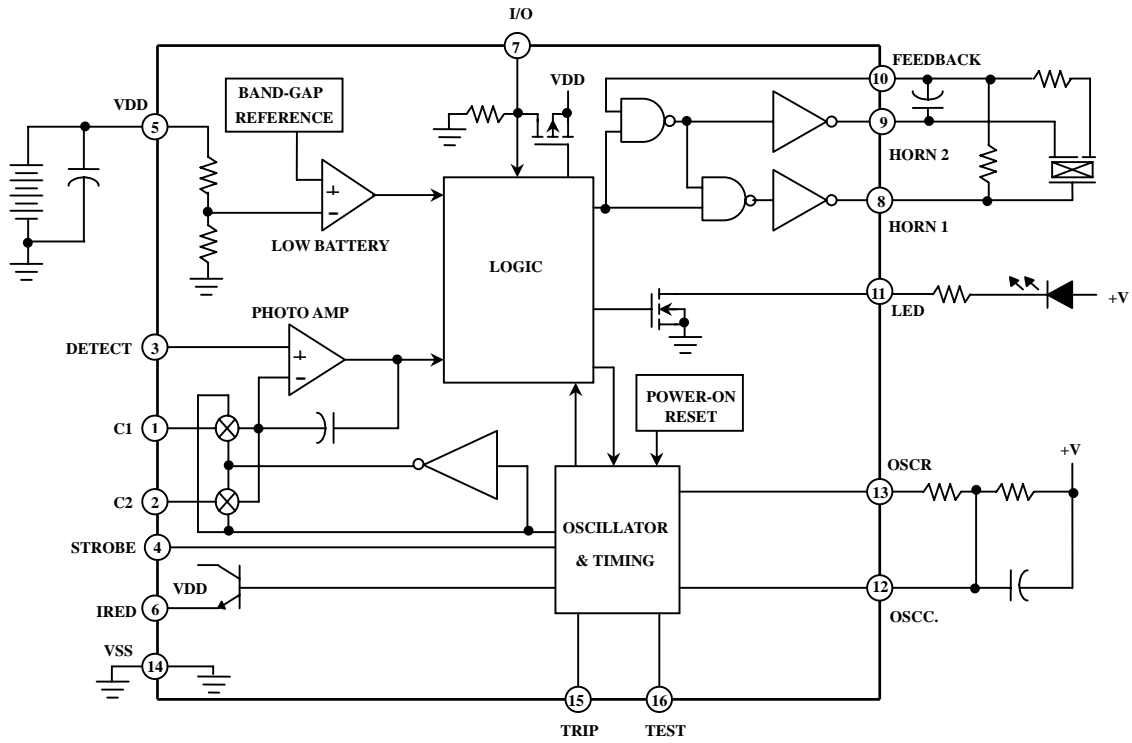 I/O
7
FEEDBACK
10
VDD
BAND-GAP
REFERENCE
VDD
5
9
HORN 2
+
-
LOW BATTERY
LOGIC
8
HORN 1
11
LED
+V
PHOTO AMP
DETECT
3
+
-
POWER-ON
RESET
C1
1
+V
OSCR
13
C2
2
OSCILLATOR
& TIMING
STROBE
4
VDD
IRED
6
12
OSCC.
VSS
14
15
16
TRIP
TEST